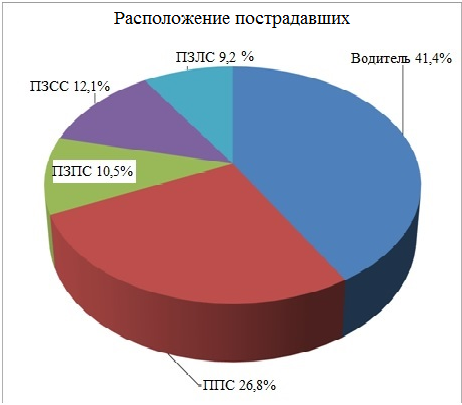 Расположение пострадавших
ПЗЛС 9,2 %
Водитель 41,4%
ПЗСС 12,1%
ПЗПС 10,5%
ППС 26,8%